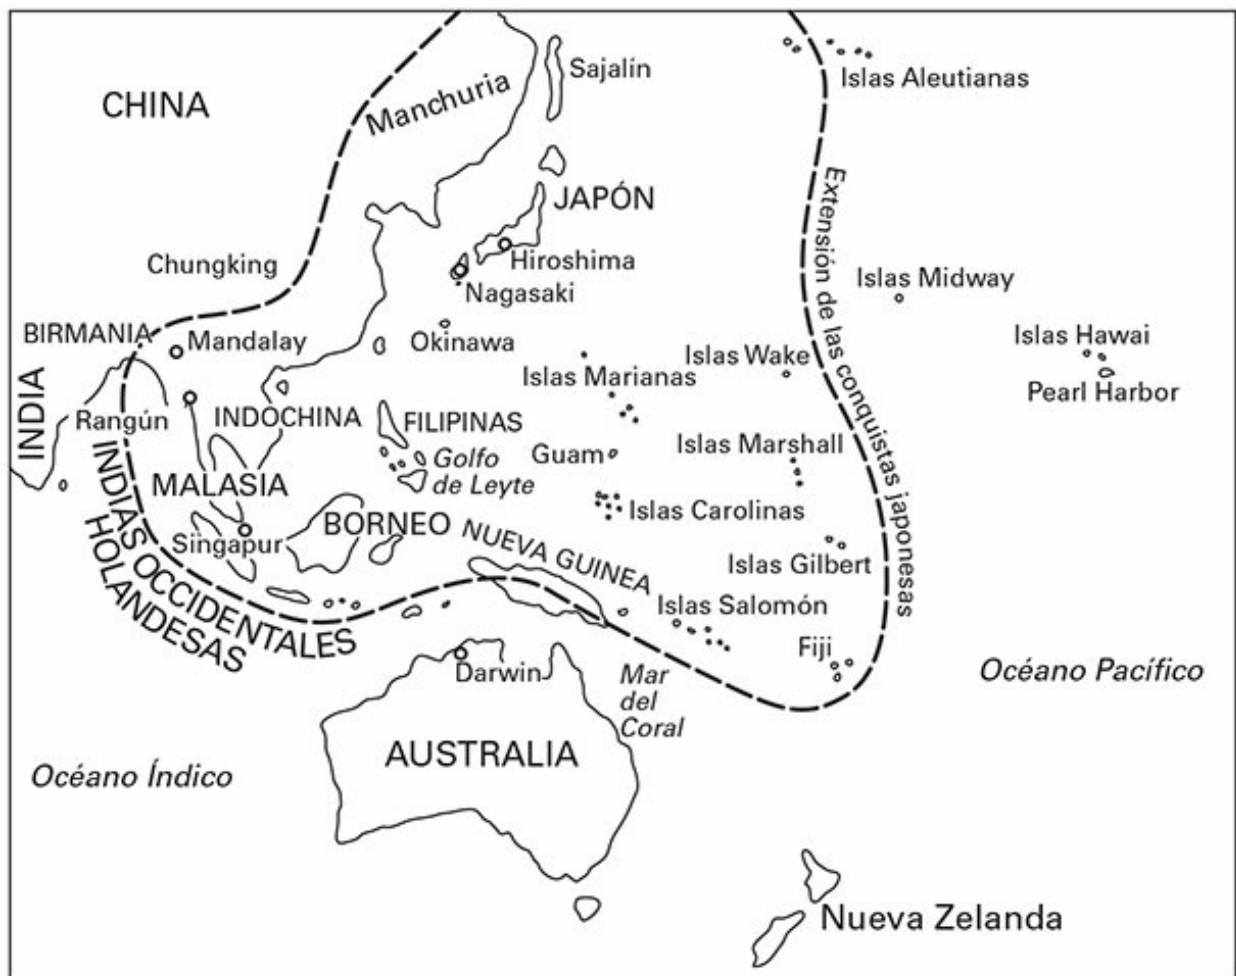 Sajalín
Islas Aleutianas
CHINA
Manchuria
JAPÓN
Extensión de las conquistas japonesas
Hiroshima
Chungking
Nagasaki
Islas Midway
BIRMANIA
Mandalay
Okinawa
Islas Wake
Islas Hawai
Islas Marianas
Pearl Harbor
INDIA
Rangún
INDOCHINA
FILIPINAS
Islas Marshall
Guam
Golfo
de Leyte
MALASIA
Islas Carolinas
BORNEO
NUEVA GUINEA
Singapur
Islas Gilbert
INDIAS OCCIDENTALES
HOLANDESAS
Islas Salomón
Fiji
Darwin
Mar
del
Coral
Océano Pacífico
AUSTRALIA
Océano Índico
Nueva Zelanda